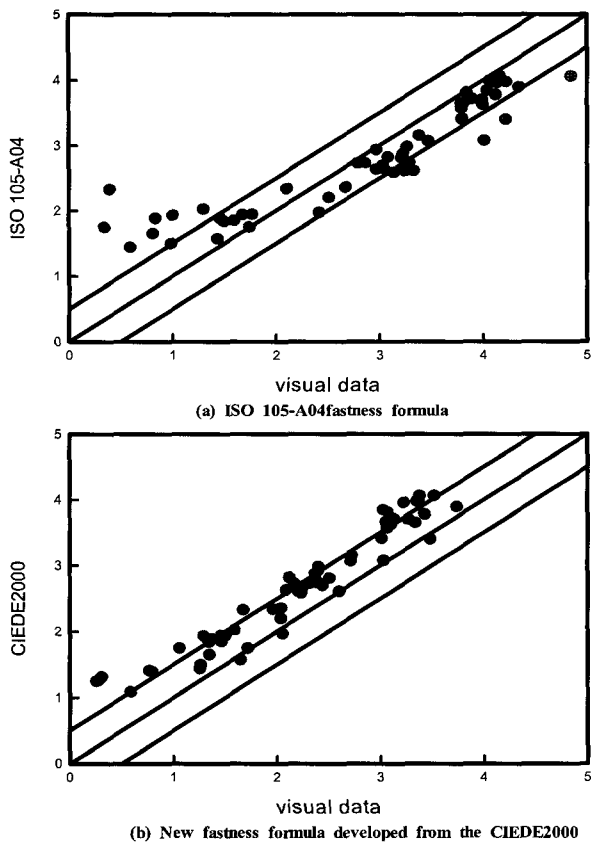 5
4
3
2
1
0
ISO 105-A04
0 1 2 3 4 5
visual data
(a) ISO 105-A04fastness formula
5
4
3
2
1
0
CIEDE2000
0 1 2 3 4 5
visual data
(b) New fastness formula developed from the CIEDE2000